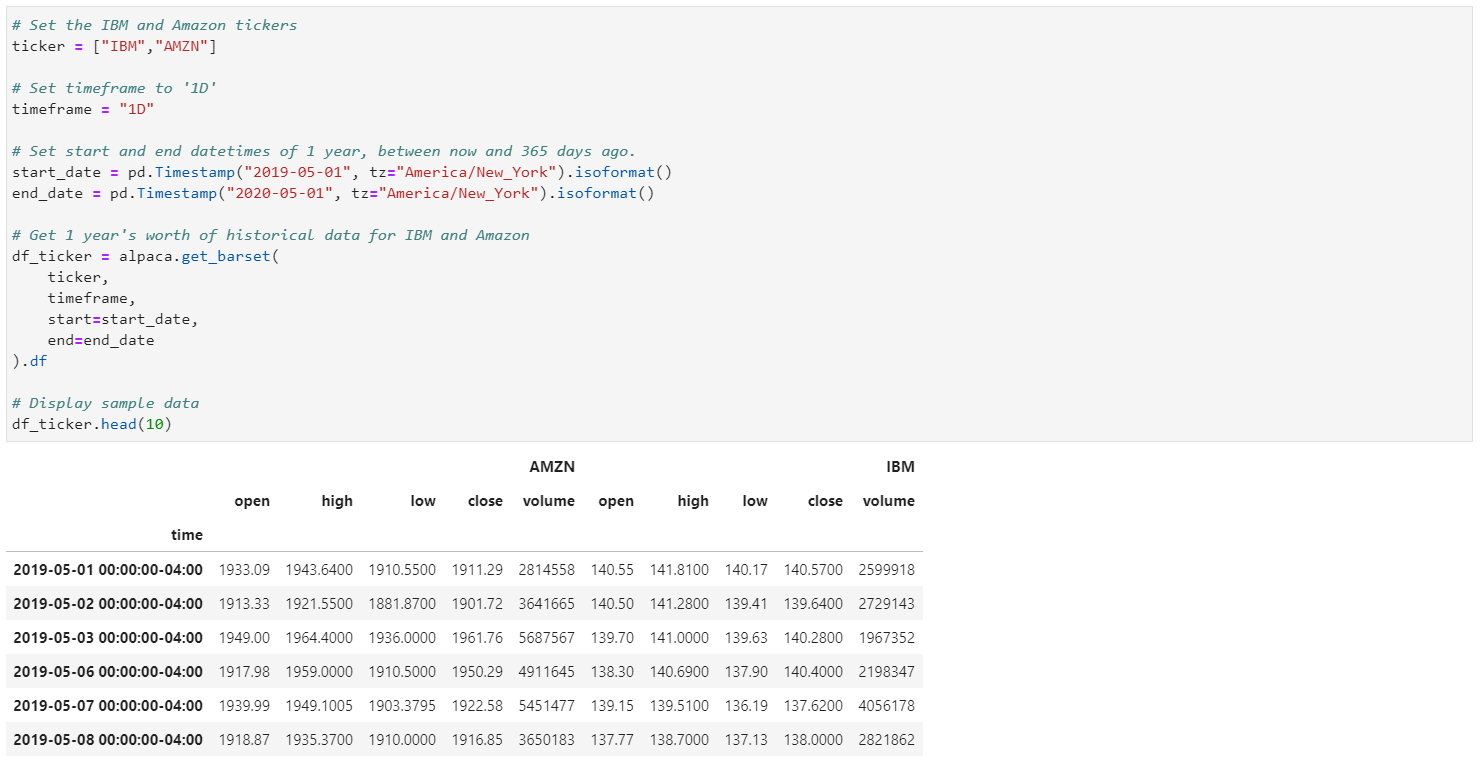 # Set the IBM and Amazon tickers
ticker = ["IBM","AMZN"]
# Set timeframe to '1D'
timeframe = "1D"
# Set start and end datetimes of 1 year, between now and 365 days ago.
start_date = pd.Timestamp("2019-05-01", tz="America/New_York").isoformat()
end_date = pd.Timestamp("2020-05-01", tz="America/New_York").isoformat()
# Get 1 year's worth of historical data for IBM and Amazon
df_ticker = alpaca.get_barset(
    ticker,
    timeframe,
    start=start_date,
    end=end_date
).df
# Display sample data
df_ticker.head(10)
AMZN IBM
open high low close volume open high low close volume
time
2019-05-01 00:00:00-04:00 1933.09 1943.6400 1910.5500 1911.29 2814558 140.55 141.8100 140.17 140.5700 2599918
2019-05-02 00:00:00-04:00 1913.33 1921.5500 1881.8700 1901.72 3641665 140.50 141.2800 139.41 139.6400 2729143
2019-05-03 00:00:00-04:00 1949.00 1964.4000 1936.0000 1961.76 5687567 139.70 141.0000 139.63 140.2800 1967352
2019-05-06 00:00:00-04:00 1917.98 1959.0000 1910.5000 1950.29 4911645 138.30 140.6900 137.90 140.4000 2198347
2019-05-07 00:00:00-04:00 1939.99 1949.1005 1903.3795 1922.58 5451477 139.15 139.5100 136.19 137.6200 4056178
2019-05-08 00:00:00-04:00 1918.87 1935.3700 1910.0000 1916.85 3650183 137.77 138.7000 137.13 138.0000 2821862